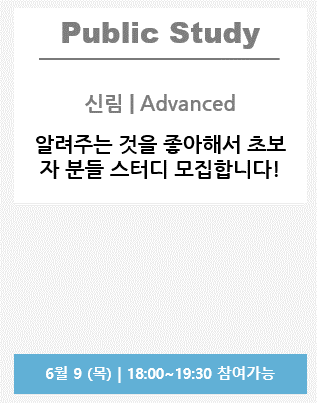 Public Study
신림 | Advanced
알려주는 것을 좋아해서 초보
자 분들 스터디 모집합니다!
6월 9 (목) | 18:00~19:30 참여가능